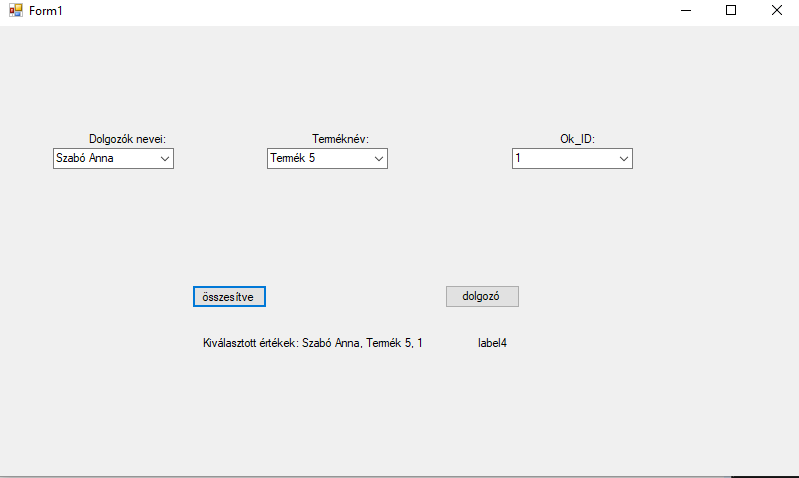 Form1
Dolgozók nevei: Terméknév: Ok_ID:
Szabó Anna Termék 5 1
összesítve dolgozó
Kiválasztott értékek: Szabó Anna, Termék 5, 1 label4